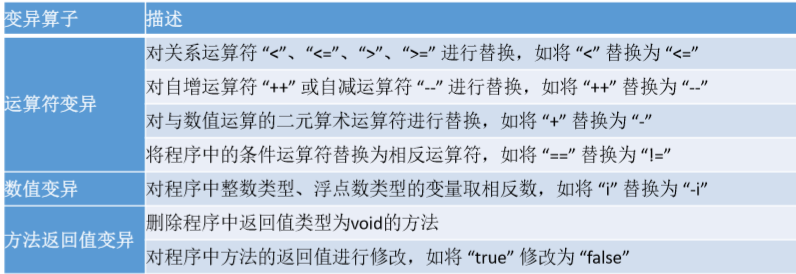 变异算子 描述
对关系运算符 “<”、“<=”、“>”、“>=” 进行替换，如将 “<” 替换为 “<=”
对自增运算符 “++” 或自减运算符 “--” 进行替换，如将 “++” 替换为 “--”
运算符变异
对与数值运算的二元算术运算符进行替换，如将 “+” 替换为 “-”
将程序中的条件运算符替换为相反运算符，如将 “==” 替换为 “!=”
数值变异 对程序中整数类型、浮点数类型的变量取相反数，如将 “i” 替换为 “-i”
删除程序中返回值类型为void的方法
方法返回值变异
对程序中方法的返回值进行修改，如将 “true” 修改为 “false”